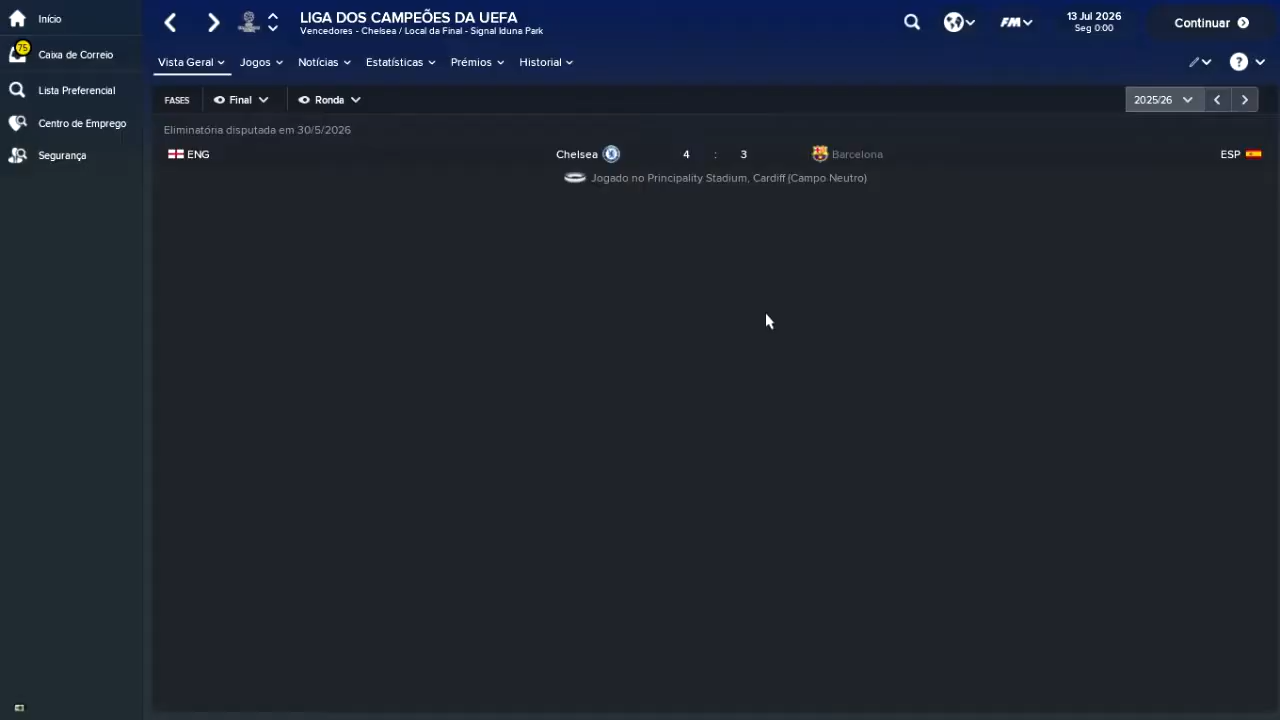 Início
75
Caixa de Correio
Lista Preferencial
Centro de Emprego
Segurança
LIGA DOS CAMPEÕES DA UEFA
Vencedores - Chelsea / Local da Final - Signal Iduna Park
FM
13 Jul 2026
Seg 0:00
Continuar
Vista Geral
Jogos
Notícias
Estatísticas
Prémios
Historial
?
FASES
Final
Ronda
2025/26
Eliminatória disputada em 30/5/2026
ENG Chelsea 4 : 3 Barcelona ESP
Jogado no Principality Stadium, Cardiff (Campo Neutro)